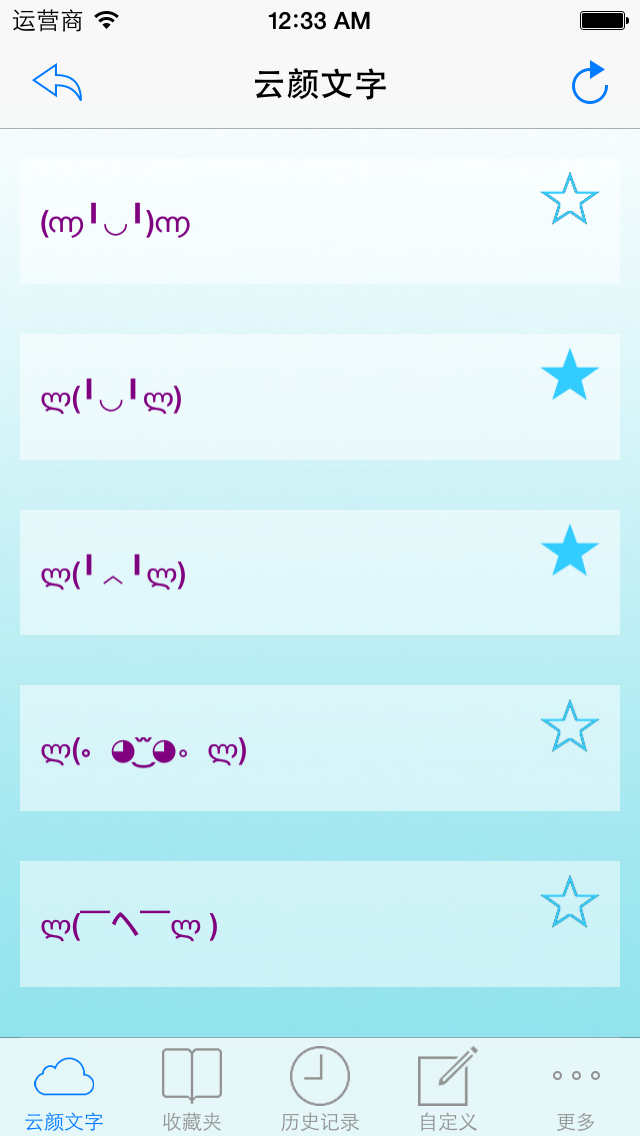 运营商 12:33 AM
云颜文字
(ന╹◡╹)ന
ლ(╹◡╹ლ)
ლ(╹︿╹ლ)
ლ(｡◕˘‿˘◕｡ლ)
ლ(￣ヘ￣ლ )
云颜文字 收藏夹 历史记录 自定义 更多